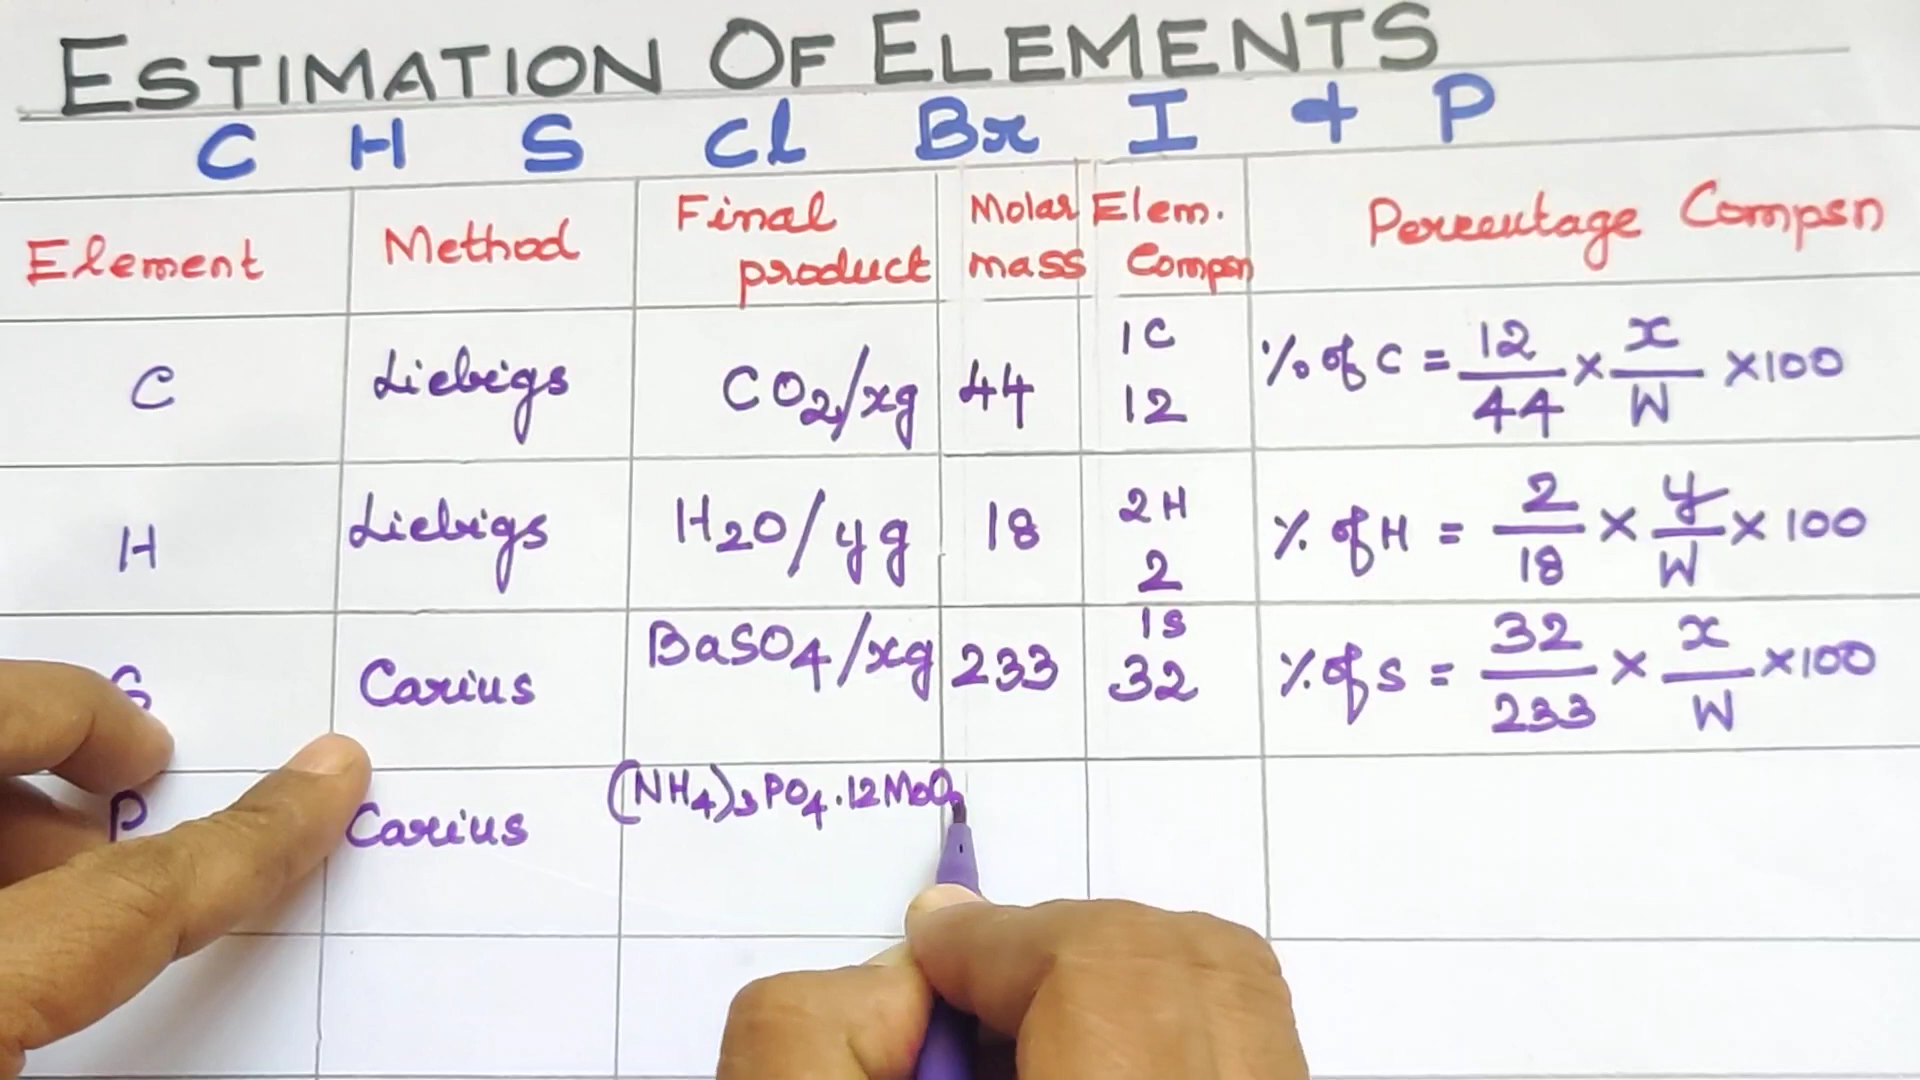 ESTIMATION OF ELEMENTS
C H S Cl Br I & P
Element Method Final product Molar mass Elem. Compsn Percentage Compsn
C Liebigs CO2/xg 44 1C 12 % of C = 12/44 × x/W ×100
H Liebigs H2O/yg 18 2H 2 % of H = 2/18 × y/W × 100
S Carius BaSO4/xg 233 1S 32 % of S = 32/233 × x/W ×100
P Carius (NH4)3PO4.12MoO